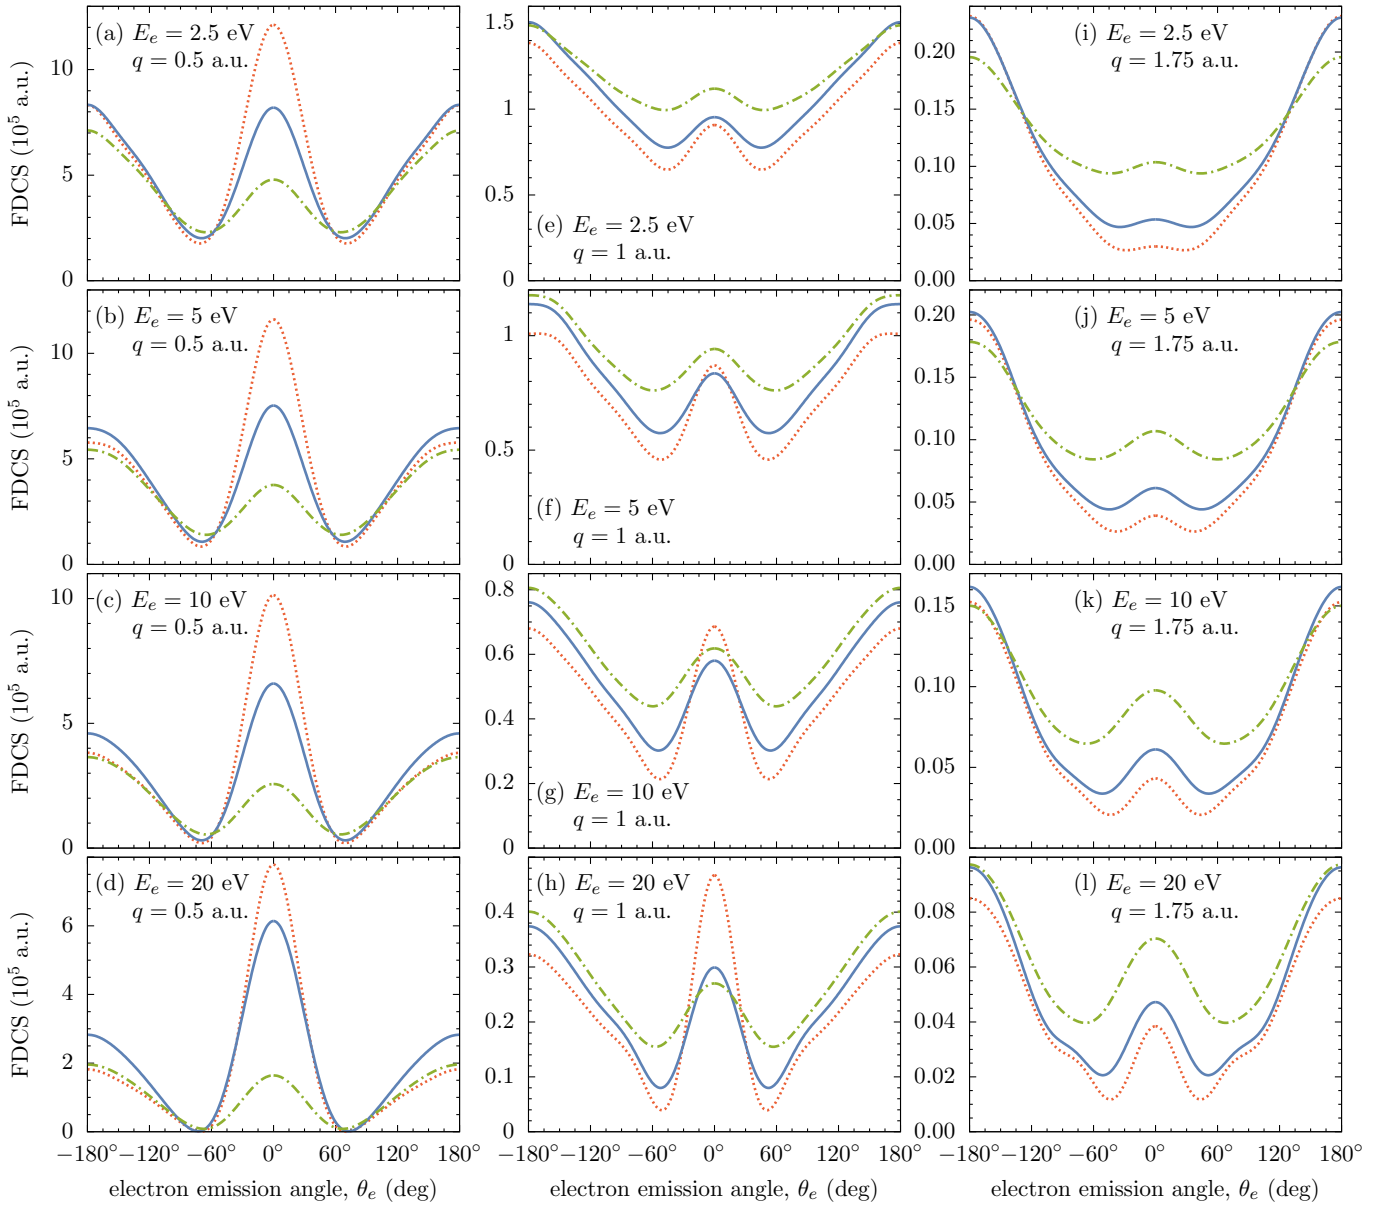 (a) Eₑ = 2.5 eV
q = 0.5 a.u.
FDCS (10⁵ a.u.)
10
5
0
(e) Eₑ = 2.5 eV
q = 1 a.u.
1.5
1
0.5
0
(i) Eₑ = 2.5 eV
q = 1.75 a.u.
0.20
0.15
0.10
0.05
0.00
(b) Eₑ = 5 eV
q = 0.5 a.u.
FDCS (10⁵ a.u.)
10
5
0
(f) Eₑ = 5 eV
q = 1 a.u.
1
0.5
0
(j) Eₑ = 5 eV
q = 1.75 a.u.
0.20
0.15
0.10
0.05
0.00
(c) Eₑ = 10 eV
q = 0.5 a.u.
FDCS (10⁵ a.u.)
10
5
0
(g) Eₑ = 10 eV
q = 1 a.u.
0.8
0.6
0.4
0.2
0
(k) Eₑ = 10 eV
q = 1.75 a.u.
0.15
0.10
0.05
0.00
(d) Eₑ = 20 eV
q = 0.5 a.u.
FDCS (10⁵ a.u.)
6
4
2
0
−180° −120° −60° 0° 60° 120° 180°
electron emission angle, θₑ (deg)
(h) Eₑ = 20 eV
q = 1 a.u.
0.4
0.3
0.2
0.1
0
−180° −120° −60° 0° 60° 120° 180°
electron emission angle, θₑ (deg)
(l) Eₑ = 20 eV
q = 1.75 a.u.
0.08
0.06
0.04
0.02
0.00
−180° −120° −60° 0° 60° 120° 180°
electron emission angle, θₑ (deg)